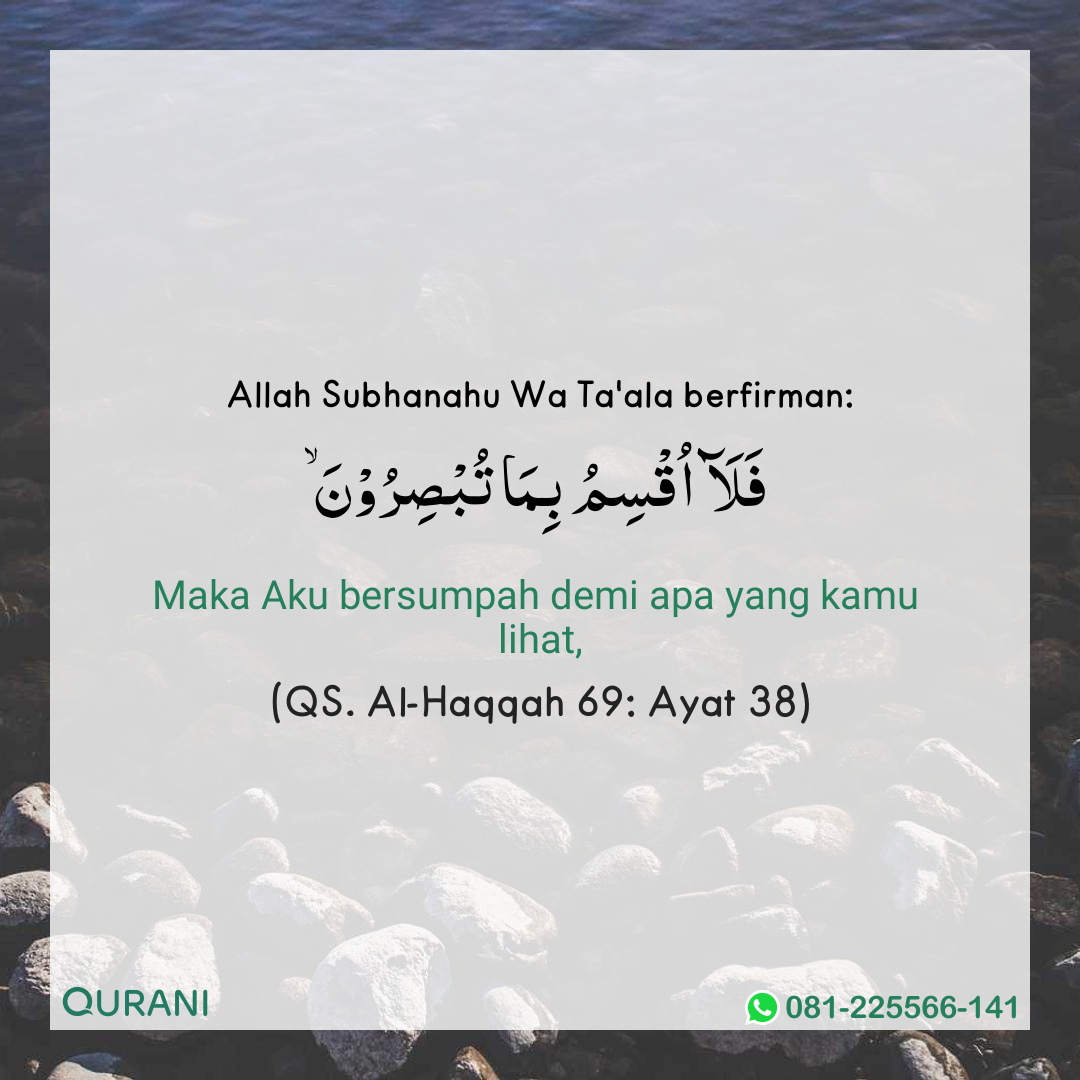 Allah Subhanahu Wa Ta'ala berfirman:
فَلَآ اُقْسِمُ بِمَا تُبْصِرُوْنَۙ
Maka Aku bersumpah demi apa yang kamu
lihat,
(QS. Al-Haqqah 69: Ayat 38)
QURANI
081-225566-141